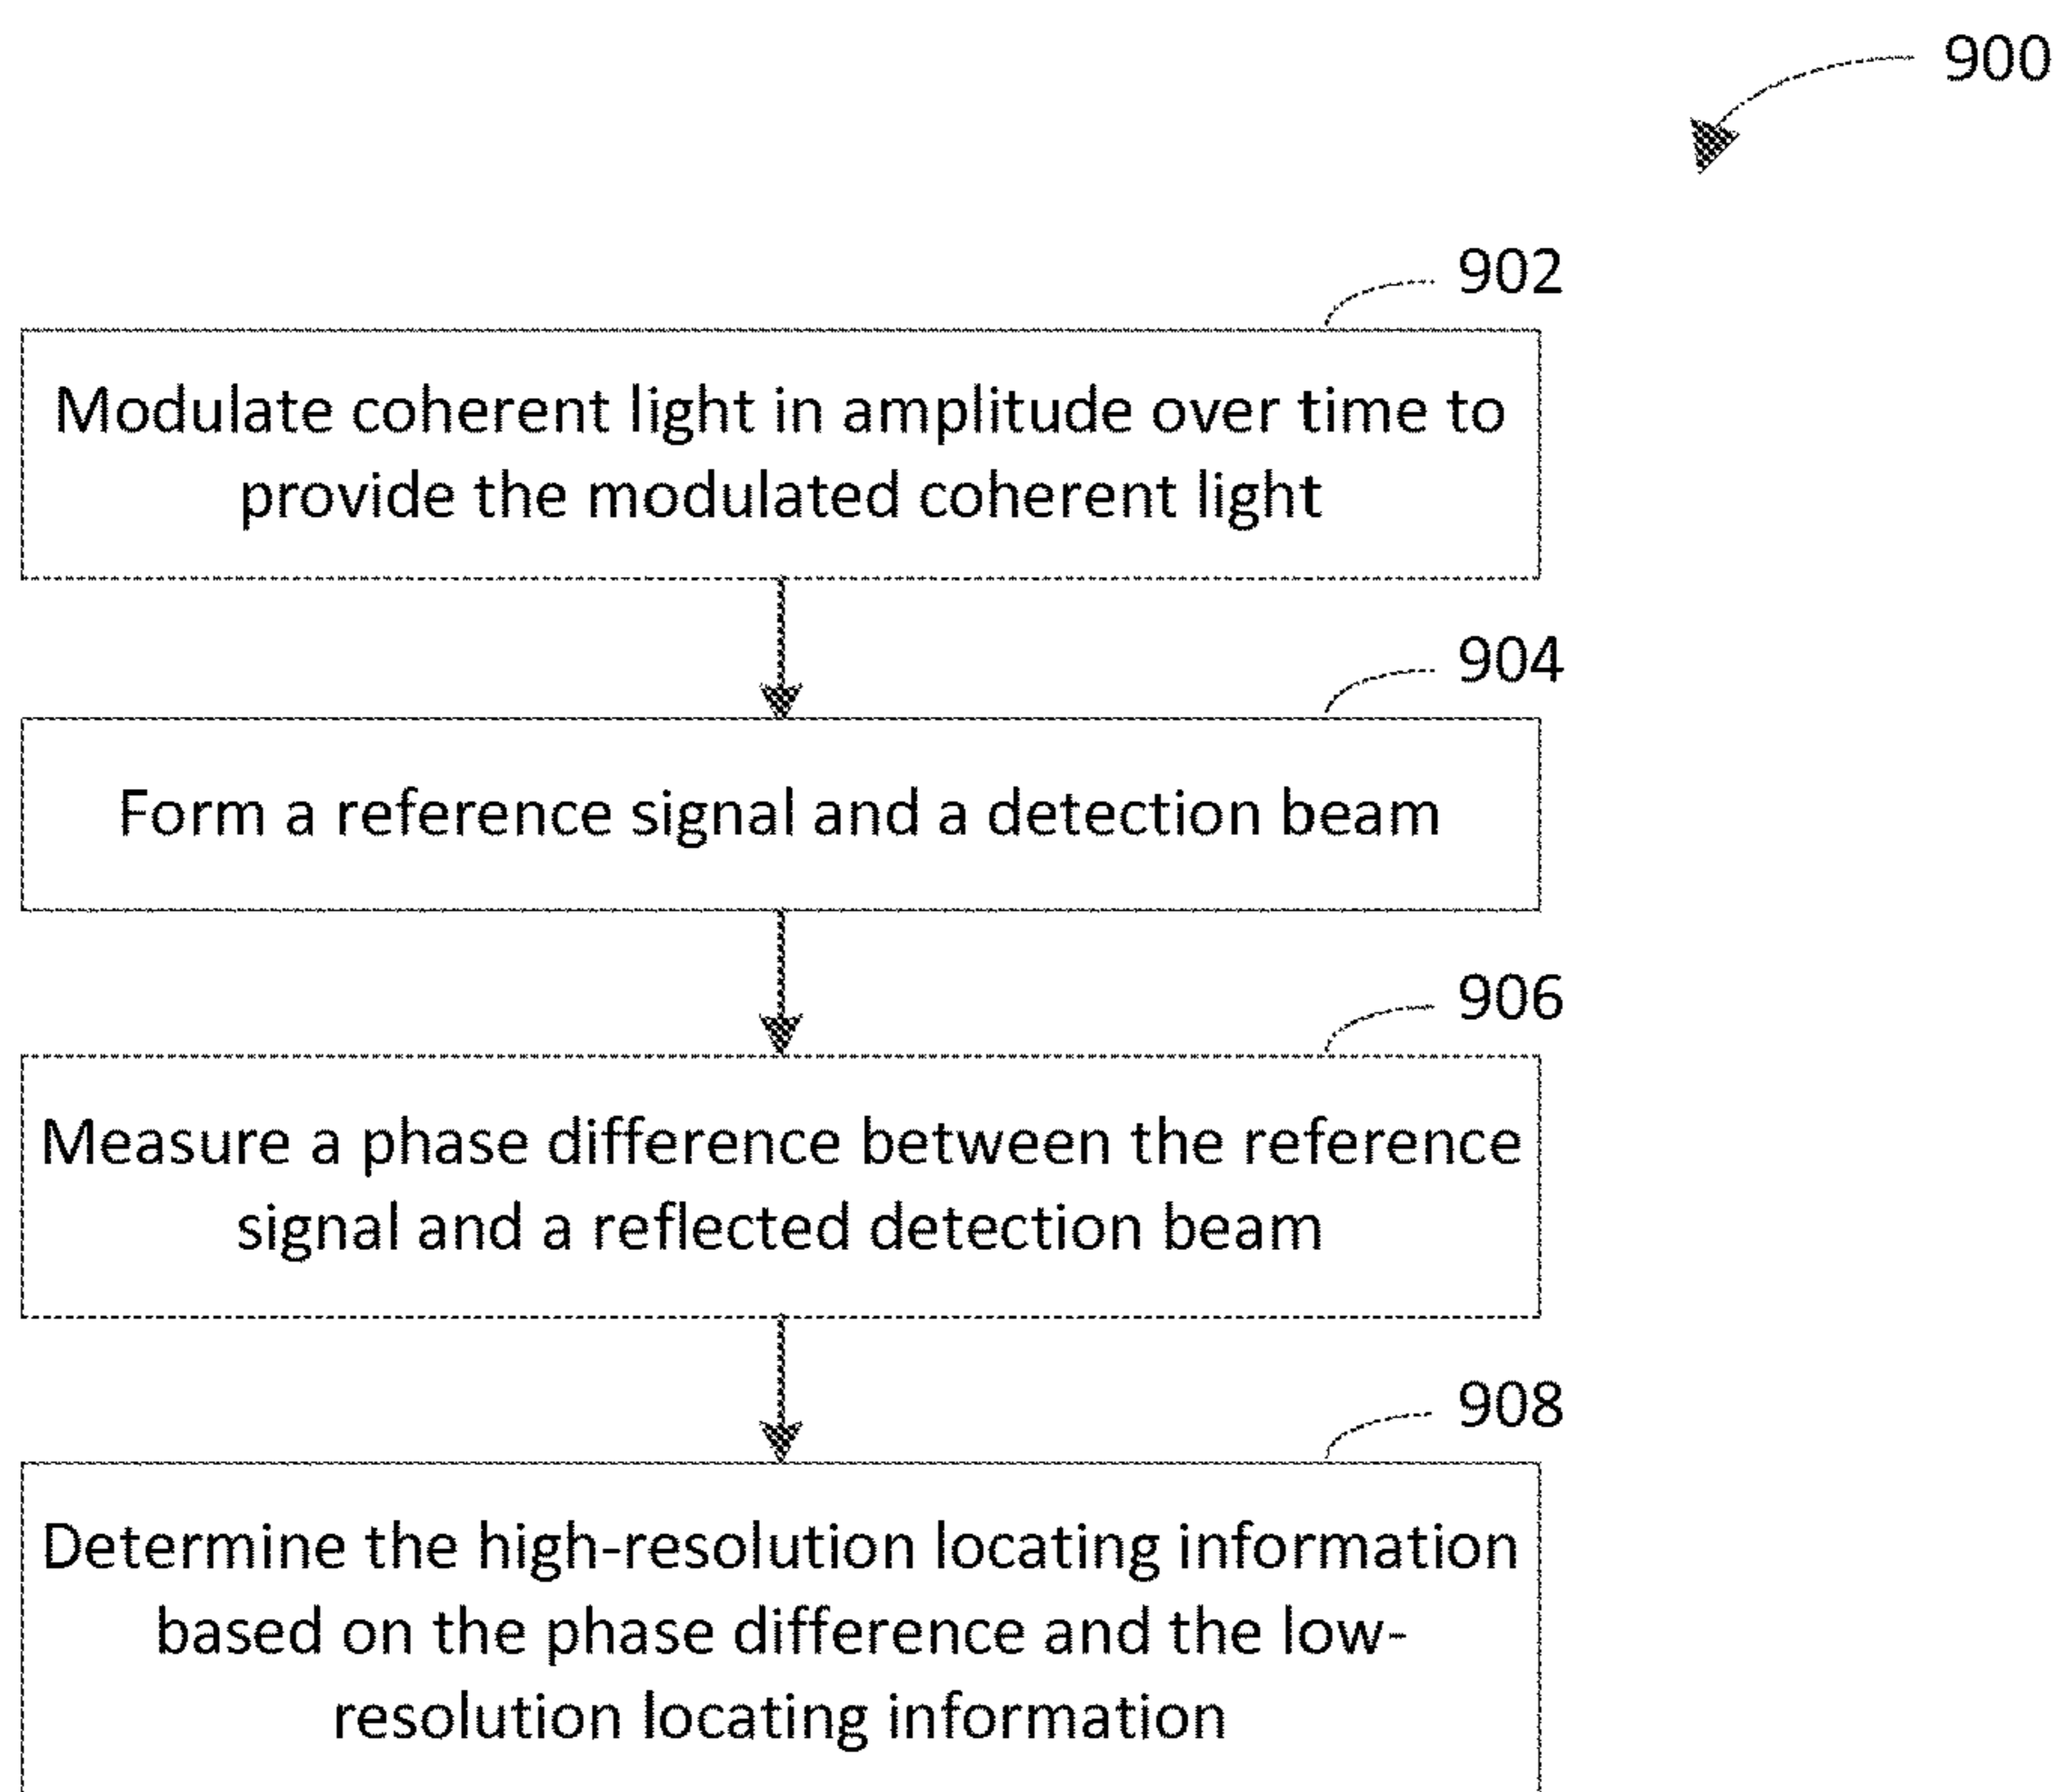 900
902
Modulate coherent light in amplitude over time to
provide the modulated coherent light
904
Form a reference signal and a detection beam
906
Measure a phase difference between the reference
signal and a reflected detection beam
908
Determine the high-resolution locating information
based on the phase difference and the low-
resolution locating information